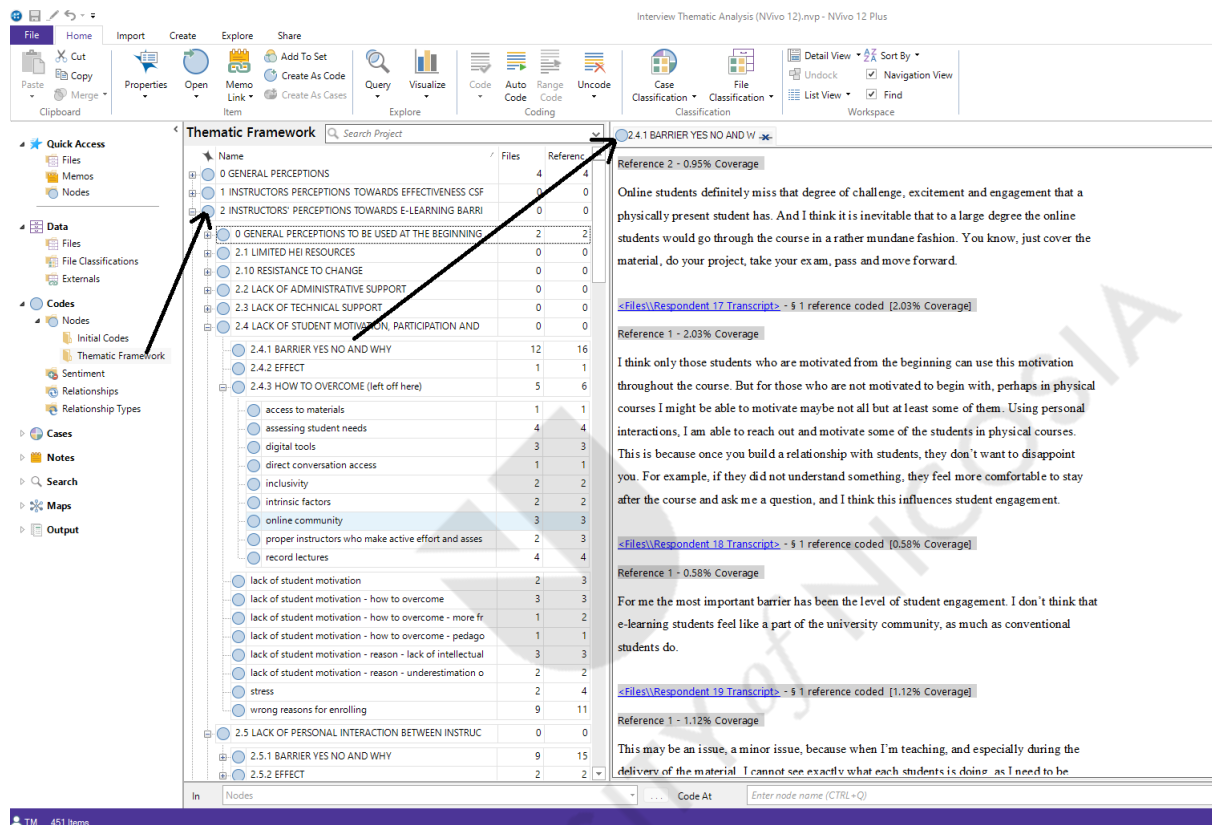 Interview Thematic Analysis (NVivo 12).nvp - NVivo 12 Plus
File Home Import Create Explore Share
Paste
Cut
Copy
Merge
Clipboard
Properties
Open
Memo Link
Add To Set
Create As Code
Create As Cases
Item
Query
Visualize
Explore
Code
Auto Code
Range Code
Uncode
Coding
Case Classification
File Classification
Classification
Detail View
Undock
List View
Sort By
Navigation View
Find
Workspace
Quick Access
Files
Memos
Nodes
Data
Files
File Classifications
Externals
Codes
Nodes
Initial Codes
Thematic Framework
Sentiment
Relationships
Relationship Types
Cases
Notes
Search
Maps
Output
Thematic Framework Search Project
Name Files Referenc
0 GENERAL PERCEPTIONS 4 4
1 INSTRUCTORS PERCEPTIONS TOWARDS EFFECTIVENESS CSF 0 0
2 INSTRUCTORS' PERCEPTIONS TOWARDS E-LEARNING BARRI 0 0
0 GENERAL PERCEPTIONS TO BE USED AT THE BEGINNING 2 2
2.1 LIMITED HEI RESOURCES 0 0
2.10 RESISTANCE TO CHANGE 0 0
2.2 LACK OF ADMINISTRATIVE SUPPORT 0 0
2.3 LACK OF TECHNICAL SUPPORT 0 0
2.4 LACK OF STUDENT MOTIVATION, PARTICIPATION AND 0 0
2.4.1 BARRIER YES NO AND WHY 12 16
2.4.2 EFFECT 1 1
2.4.3 HOW TO OVERCOME (left off here) 5 6
access to materials 1 1
assessing student needs 4 4
digital tools 3 3
direct conversation access 1 1
inclusivity 2 2
intrinsic factors 2 2
online community 3 3
proper instructors who make active effort and asses 2 3
record lectures 4 4
lack of student motivation 2 3
lack of student motivation - how to overcome 3 3
lack of student motivation - how to overcome - more fr 1 2
lack of student motivation - how to overcome - pedago 1 1
lack of student motivation - reason - lack of intellectual 3 3
lack of student motivation - reason - underestimation o 2 2
stress 2 4
wrong reasons for enrolling 9 11
2.5 LACK OF PERSONAL INTERACTION BETWEEN INSTRUC 0 0
2.5.1 BARRIER YES NO AND WHY 9 15
2.5.2 EFFECT 2 2
2.4.1 BARRIER YES NO AND W
Reference 2 - 0.95% Coverage
Online students definitely miss that degree of challenge, excitement and engagement that a
physically present student has. And I think it is inevitable that to a large degree the online
students would go through the course in a rather mundane fashion. You know, just cover the
material, do your project, take your exam, pass and move forward.
<Files\\Respondent 17 Transcript> - § 1 reference coded [2.03% Coverage]
Reference 1 - 2.03% Coverage
I think only those students who are motivated from the beginning can use this motivation
throughout the course. But for those who are not motivated to begin with, perhaps in physical
courses I might be able to motivate maybe not all but at least some of them. Using personal
interactions, I am able to reach out and motivate some of the students in physical courses.
This is because once you build a relationship with students, they don't want to disappoint
you. For example, if they did not understand something, they feel more comfortable to stay
after the course and ask me a question, and I think this influences student engagement.
<Files\\Respondent 18 Transcript> - § 1 reference coded [0.58% Coverage]
Reference 1 - 0.58% Coverage
For me the most important barrier has been the level of student engagement. I don't think that
e-learning students feel like a part of the university community, as much as conventional
students do.
<Files\\Respondent 19 Transcript> - § 1 reference coded [1.12% Coverage]
Reference 1 - 1.12% Coverage
This may be an issue, a minor issue, because when I'm teaching, and especially during the
delivery of the material, I cannot see exactly what each students is doing, as I need to be
In Nodes ... Code At Enter node name (CTRL+Q)
TM 451 Items
SITY of NICOSIA